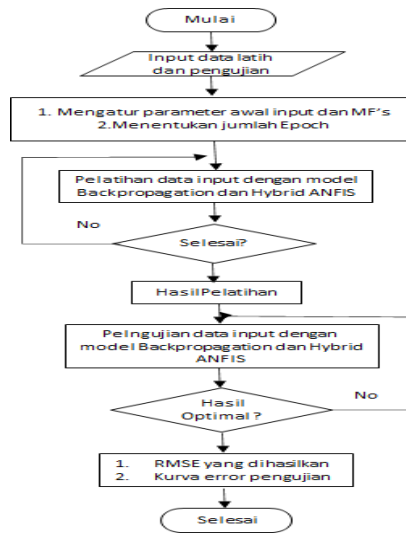 Mulai
Input data latih
dan pengujian
1. Mengatur parameter awal input dan MF's
2.Menentukan jumlah Epoch
Pelatihan data input dengan model
Backpropagation dan Hybrid ANFIS
No
Selesai?
Hasil Pelatihan
Pelngujian data input dengan
model Backpropagation dan Hybrid
ANFIS
Hasil
Optimal ?
No
1. RMSE yang dihasilkan
2. Kurva error pengujian
Selesai